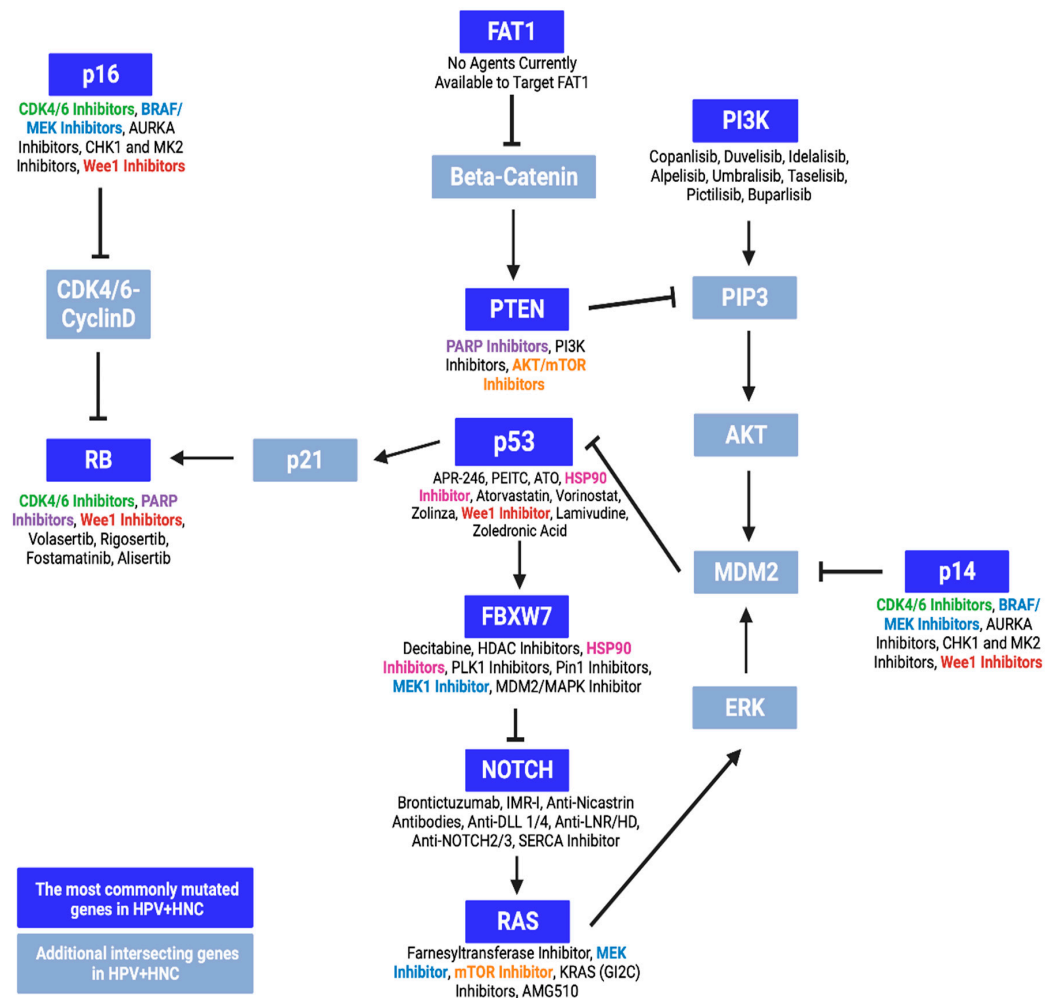 FAT1
No Agents Currently
Available to Target FAT1
p16
CDK4/6 Inhibitors, BRAF/
MEK Inhibitors, AURKA
Inhibitors, CHK1 and MK2
Inhibitors, Wee1 Inhibitors
PI3K
Copanlisib, Duvelisib, Idelalisib,
Alpelisib, Umbralisib, Taselisib,
Pictilisib, Buparlisib
Beta-Catenin
CDK4/6-
CyclinD
PTEN
PARP Inhibitors, PI3K
Inhibitors, AKT/mTOR
Inhibitors
PIP3
AKT
RB
CDK4/6 Inhibitors, PARP
Inhibitors, Wee1 Inhibitors,
Volasertib, Rigosertib,
Fostamatinib, Alisertib
p21
p53
APR-246, PEITC, ATO, HSP90
Inhibitor, Atorvastatin, Vorinostat,
Zolinza, Wee1 Inhibitor, Lamivudine,
Zoledronic Acid
MDM2
p14
CDK4/6 Inhibitors, BRAF/
MEK Inhibitors, AURKA
Inhibitors, CHK1 and MK2
Inhibitors, Wee1 Inhibitors
FBXW7
Decitabine, HDAC Inhibitors, HSP90
Inhibitors, PLK1 Inhibitors, Pin1 Inhibitors,
MEK1 Inhibitor, MDM2/MAPK Inhibitor
ERK
NOTCH
Brontictuzumab, IMR-I, Anti-Nicastrin
Antibodies, Anti-DLL 1/4, Anti-LNR/HD,
Anti-NOTCH2/3, SERCA Inhibitor
RAS
Farnesyltransferase Inhibitor, MEK
Inhibitor, mTOR Inhibitor, KRAS (GI2C)
Inhibitors, AMG510
The most commonly mutated
genes in HPV+HNC
Additional intersecting genes
in HPV+HNC